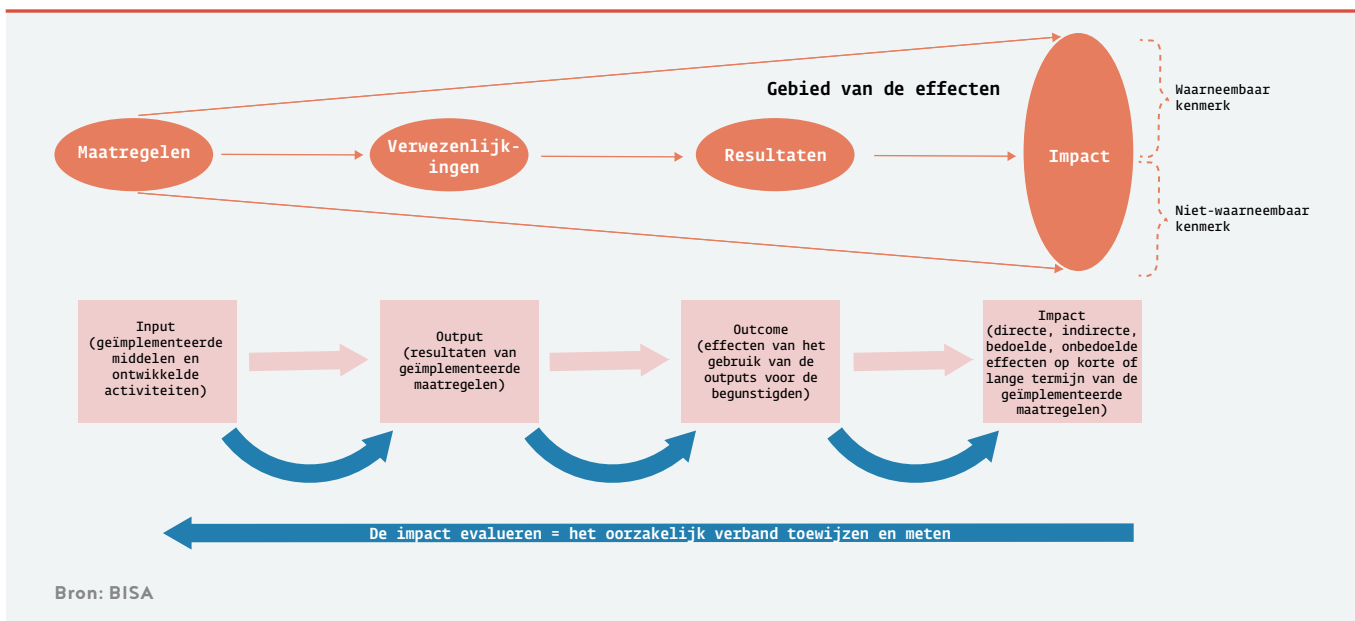 Gebied van de effecten
Waarneembaar
kenmerk
Maatregelen
Verwezenlijk-
ingen
Resultaten
Impact
Niet-waarneembaar
kenmerk
Input
(geïmplementeerde
middelen en
ontwikkelde
activiteiten)
Output
(resultaten van
geïmplementeerde
maatregelen)
Outcome
(effecten van het
gebruik van de
outputs voor de
begunstigden)
Impact
(directe, indirecte,
bedoelde, onbedoelde
effecten op korte of
lange termijn van de
geïmplementeerde
maatregelen)
De impact evalueren = het oorzakelijk verband toewijzen en meten
Bron: BISA